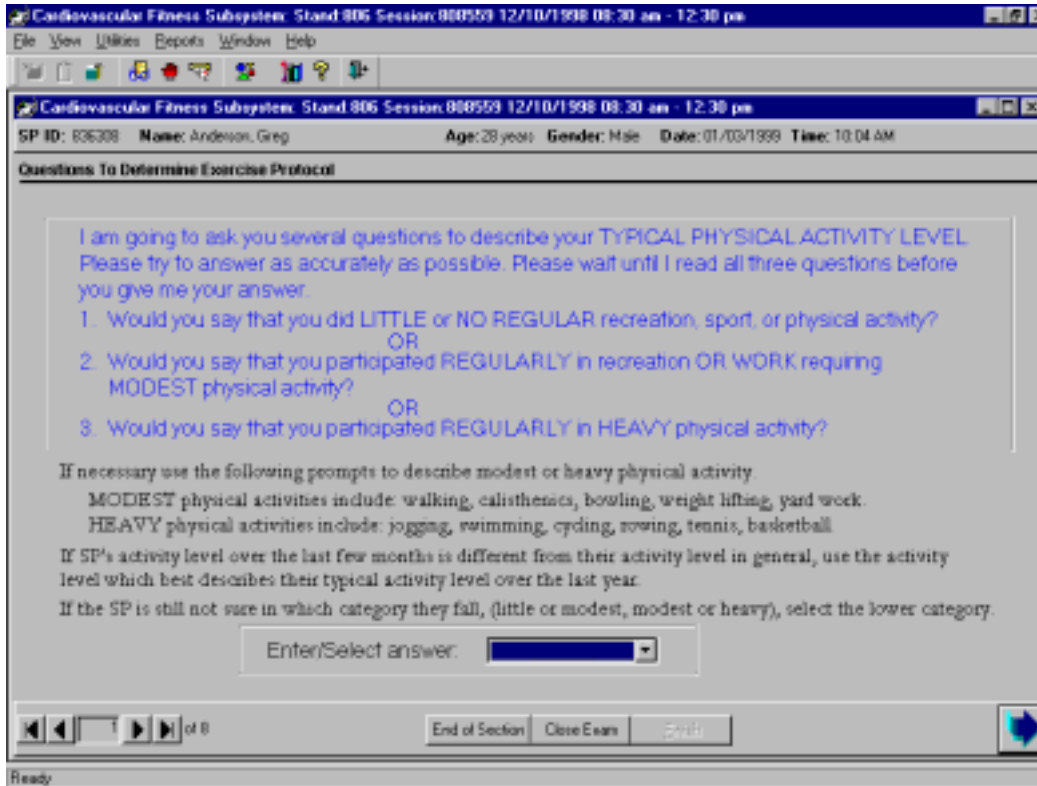 Cardiovascular Fitness Subsystem: Stand:806 Session:808559 12/10/1998 08:30 am - 12:30 pm
File View Utilities Reports Window Help
Cardiovascular Fitness Subsystem: Stand:806 Session:808559 12/10/1998 08:30 am - 12:30 pm
SP ID: 836308 Name: Anderson, Greg Age: 28 years Gender: Male Date: 01/03/1999 Time: 10:04 AM
Questions To Determine Exercise Protocol
I am going to ask you several questions to describe your TYPICAL PHYSICAL ACTIVITY LEVEL
Please try to answer as accurately as possible. Please wait until I read all three questions before
you give me your answer.
1. Would you say that you did LITTLE or NO REGULAR recreation, sport, or physical activity?
OR
2. Would you say that you participated REGULARLY in recreation OR WORK requiring
MODEST physical activity?
OR
3. Would you say that you participated REGULARLY in HEAVY physical activity?
If necessary use the following prompts to describe modest or heavy physical activity.
MODEST physical activities include: walking, calisthenics, bowling, weight lifting, yard work.
HEAVY physical activities include: jogging, swimming, cycling, rowing, tennis, basketball.
If SP's activity level over the last few months is different from their activity level in general, use the activity
level which best describes their typical activity level over the last year.
If the SP is still not sure in which category they fall, (little or modest, modest or heavy), select the lower category.
Enter/Select answer:
1 of 8 End of Section Close Exam Finish
Ready